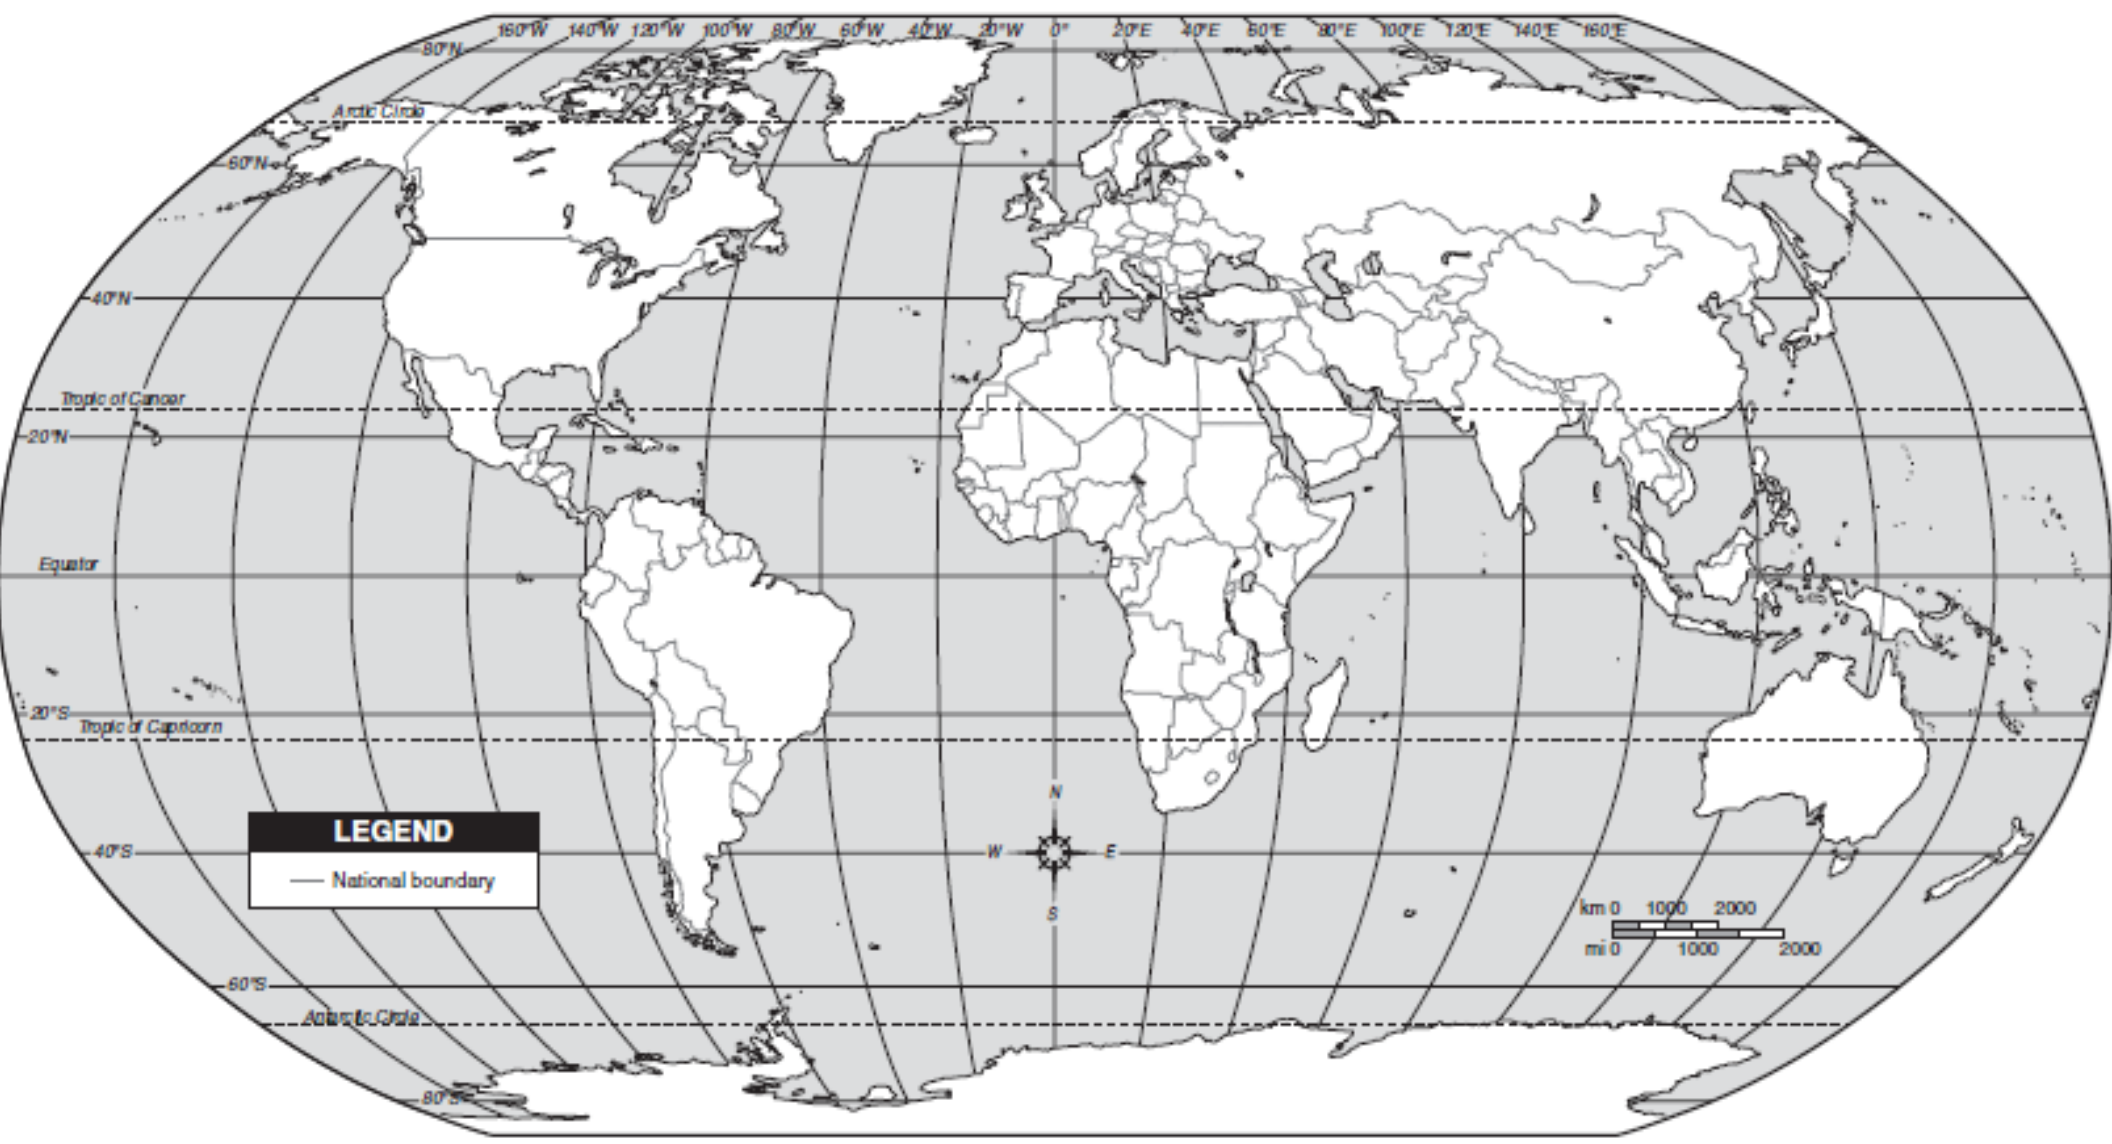 160°W 140°W 120°W 100°W 80°W 60°W 40°W 20°W 0° 20°E 40°E 60°E 80°E 100°E 120°E 140°E 160°E
80°N
Arctic Circle
60°N
40°N
Tropic of Cancer
20°N
Equator
20°S
Tropic of Capricorn
N
LEGEND
W E
40°S
National boundary
S
km 0 1000 2000
mi 0 1000 2000
60°S
Antarctic Circle
80°S